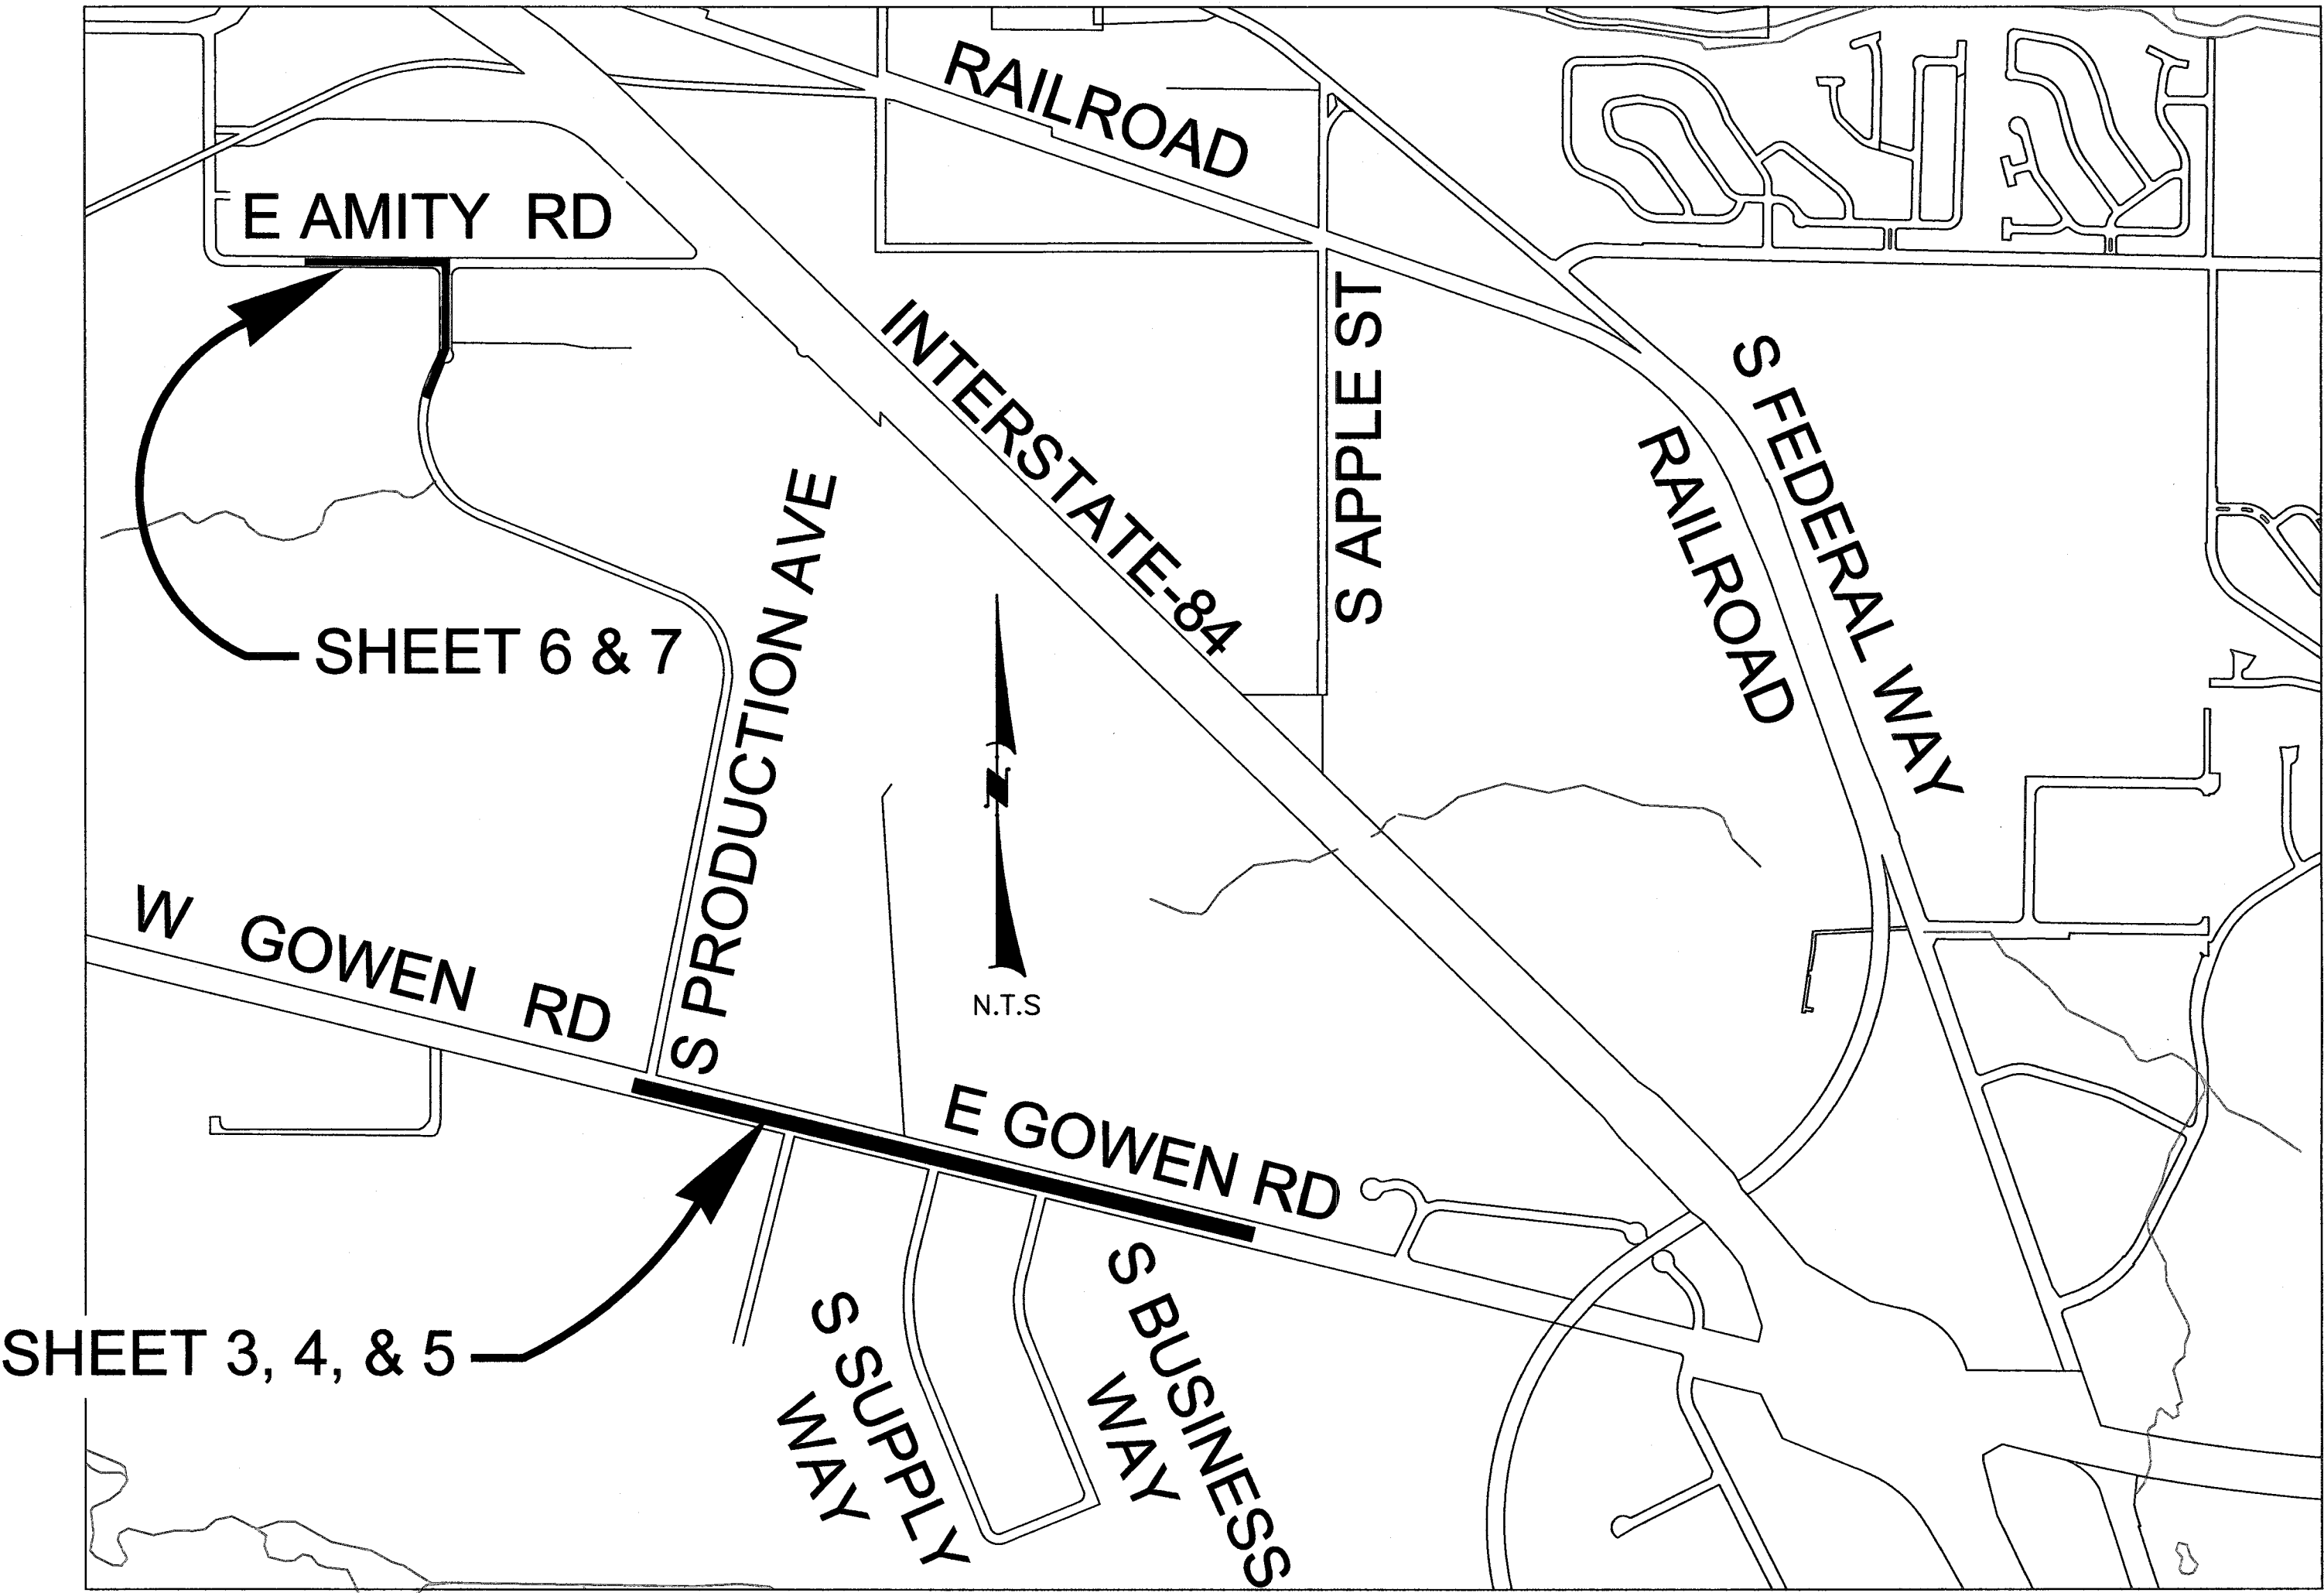 RAILROAD
E AMITY RD
INTERSTATE-84
S APPLE ST
S FEDERAL WAY
RAILROAD
S PRODUCTION AVE
SHEET 6 & 7
N
N.T.S
W GOWEN RD
E GOWEN RD
SHEET 3, 4, & 5
S SUPPLY
WAY
S BUSINESS
WAY